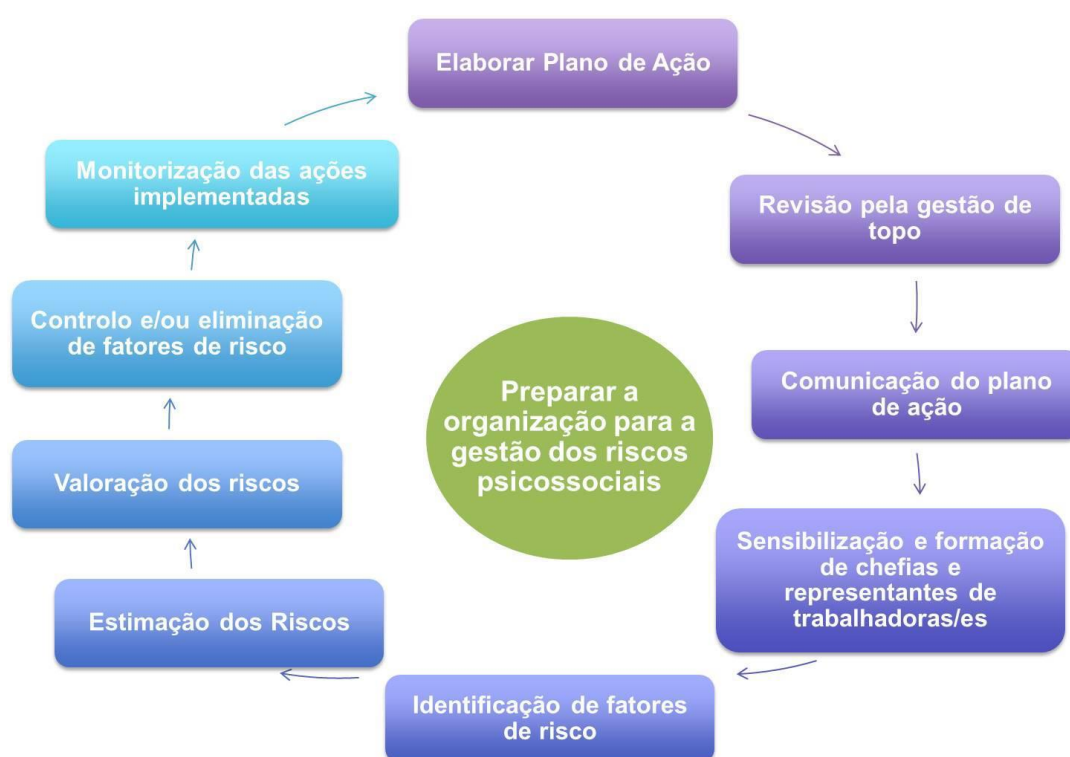 Elaborar Plano de Ação
Revisão pela gestão de
topo
Comunicação do plano
de ação
Sensibilização e formação
de chefias e
representantes de
trabalhadoras/es
Identificação de fatores
de risco
Estimação dos Riscos
Valoração dos riscos
Controlo e/ou eliminação
de fatores de risco
Monitorização das ações
implementadas
Preparar a
organização para a
gestão dos riscos
psicossociais